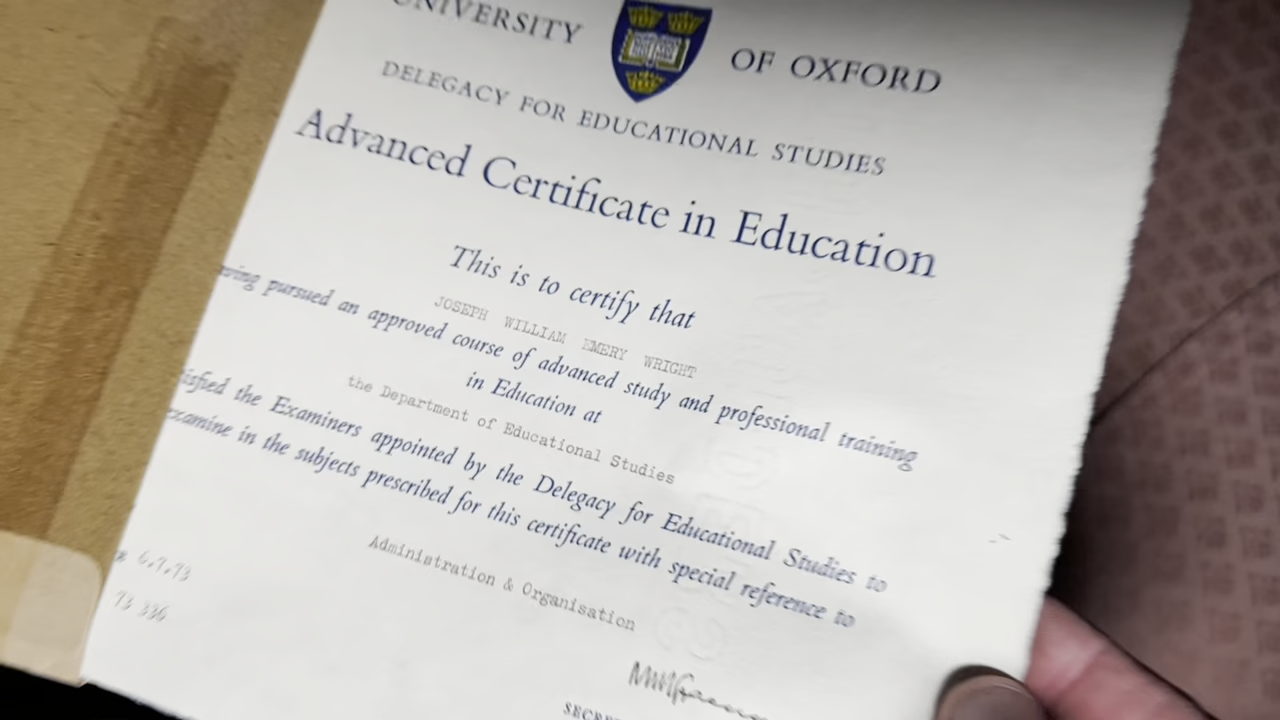 UNIVERSITY OF OXFORD
DELEGACY FOR EDUCATIONAL STUDIES
Advanced Certificate in Education
This is to certify that
JOSEPH WILLIAM EMERY WRIGHT
pursued an approved course of advanced study and professional training
in Education at
the Department of Educational Studies
the Examiners appointed by the Delegacy for Educational Studies to
examine in the subjects prescribed for this certificate with special reference to
Administration & Organisation
6.7.73
73 336